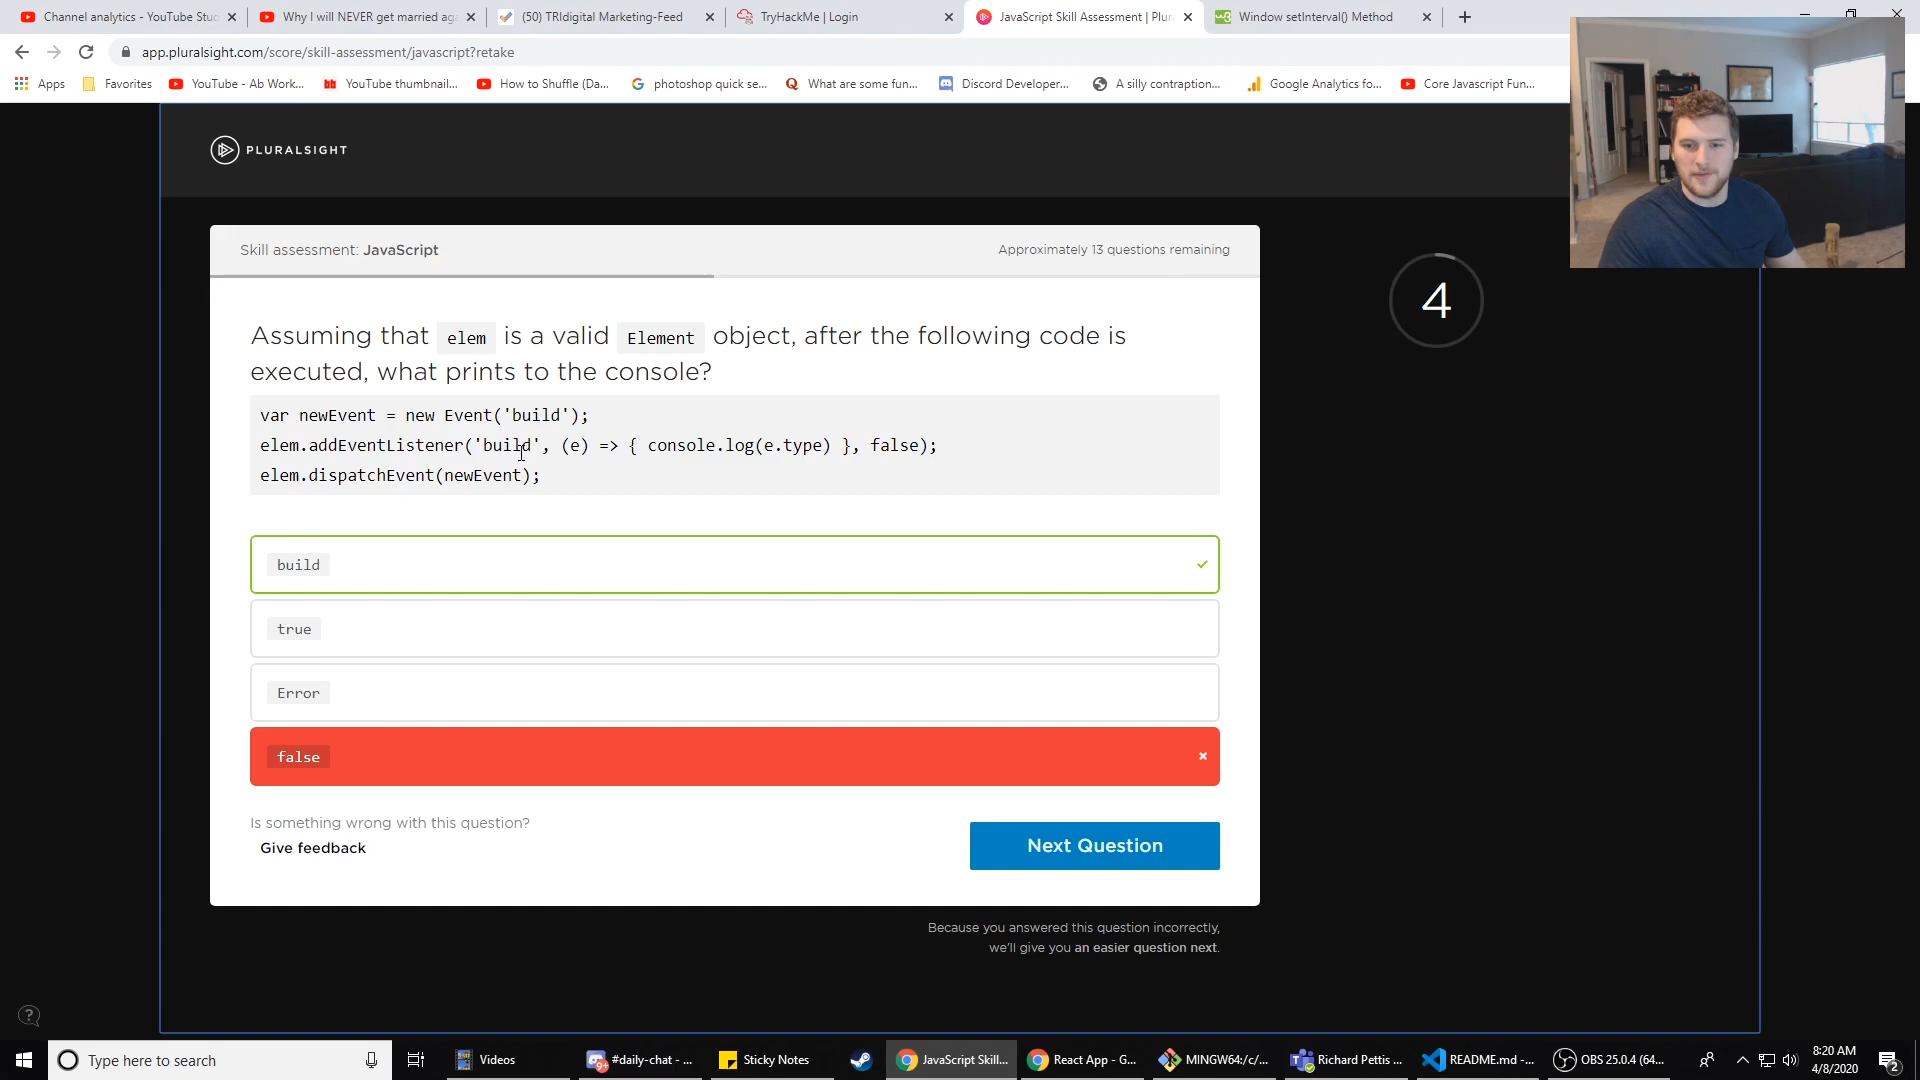 Channel analytics - YouTube Stu
Why I will NEVER get married ag
(50) TRIdigital Marketing-Feed
TryHackMe | Login
JavaScript Skill Assessment | Plur
Window setInterval() Method
app.pluralsight.com/score/skill-assessment/javascript?retake
Apps
Favorites
YouTube - Ab Work...
YouTube thumbnail...
How to Shuffle (Da...
photoshop quick se...
What are some fun...
Discord Developer...
A silly contraption...
Google Analytics fo...
Core Javascript Fun...
PLURALSIGHT
Skill assessment: JavaScript
Approximately 13 questions remaining
4
Assuming that elem is a valid Element object, after the following code is
executed, what prints to the console?
var newEvent = new Event('build');
elem.addEventListener('build', (e) => { console.log(e.type) }, false);
elem.dispatchEvent(newEvent);
build
true
Error
false
Is something wrong with this question?
Give feedback
Next Question
Because you answered this question incorrectly,
we'll give you an easier question next.
Type here to search
Videos
#daily-chat - ...
Sticky Notes
JavaScript Skill...
React App - G...
MINGW64:/c/...
Richard Pettis ...
README.md -...
OBS 25.0.4 (64...
8:20 AM
4/8/2020
2